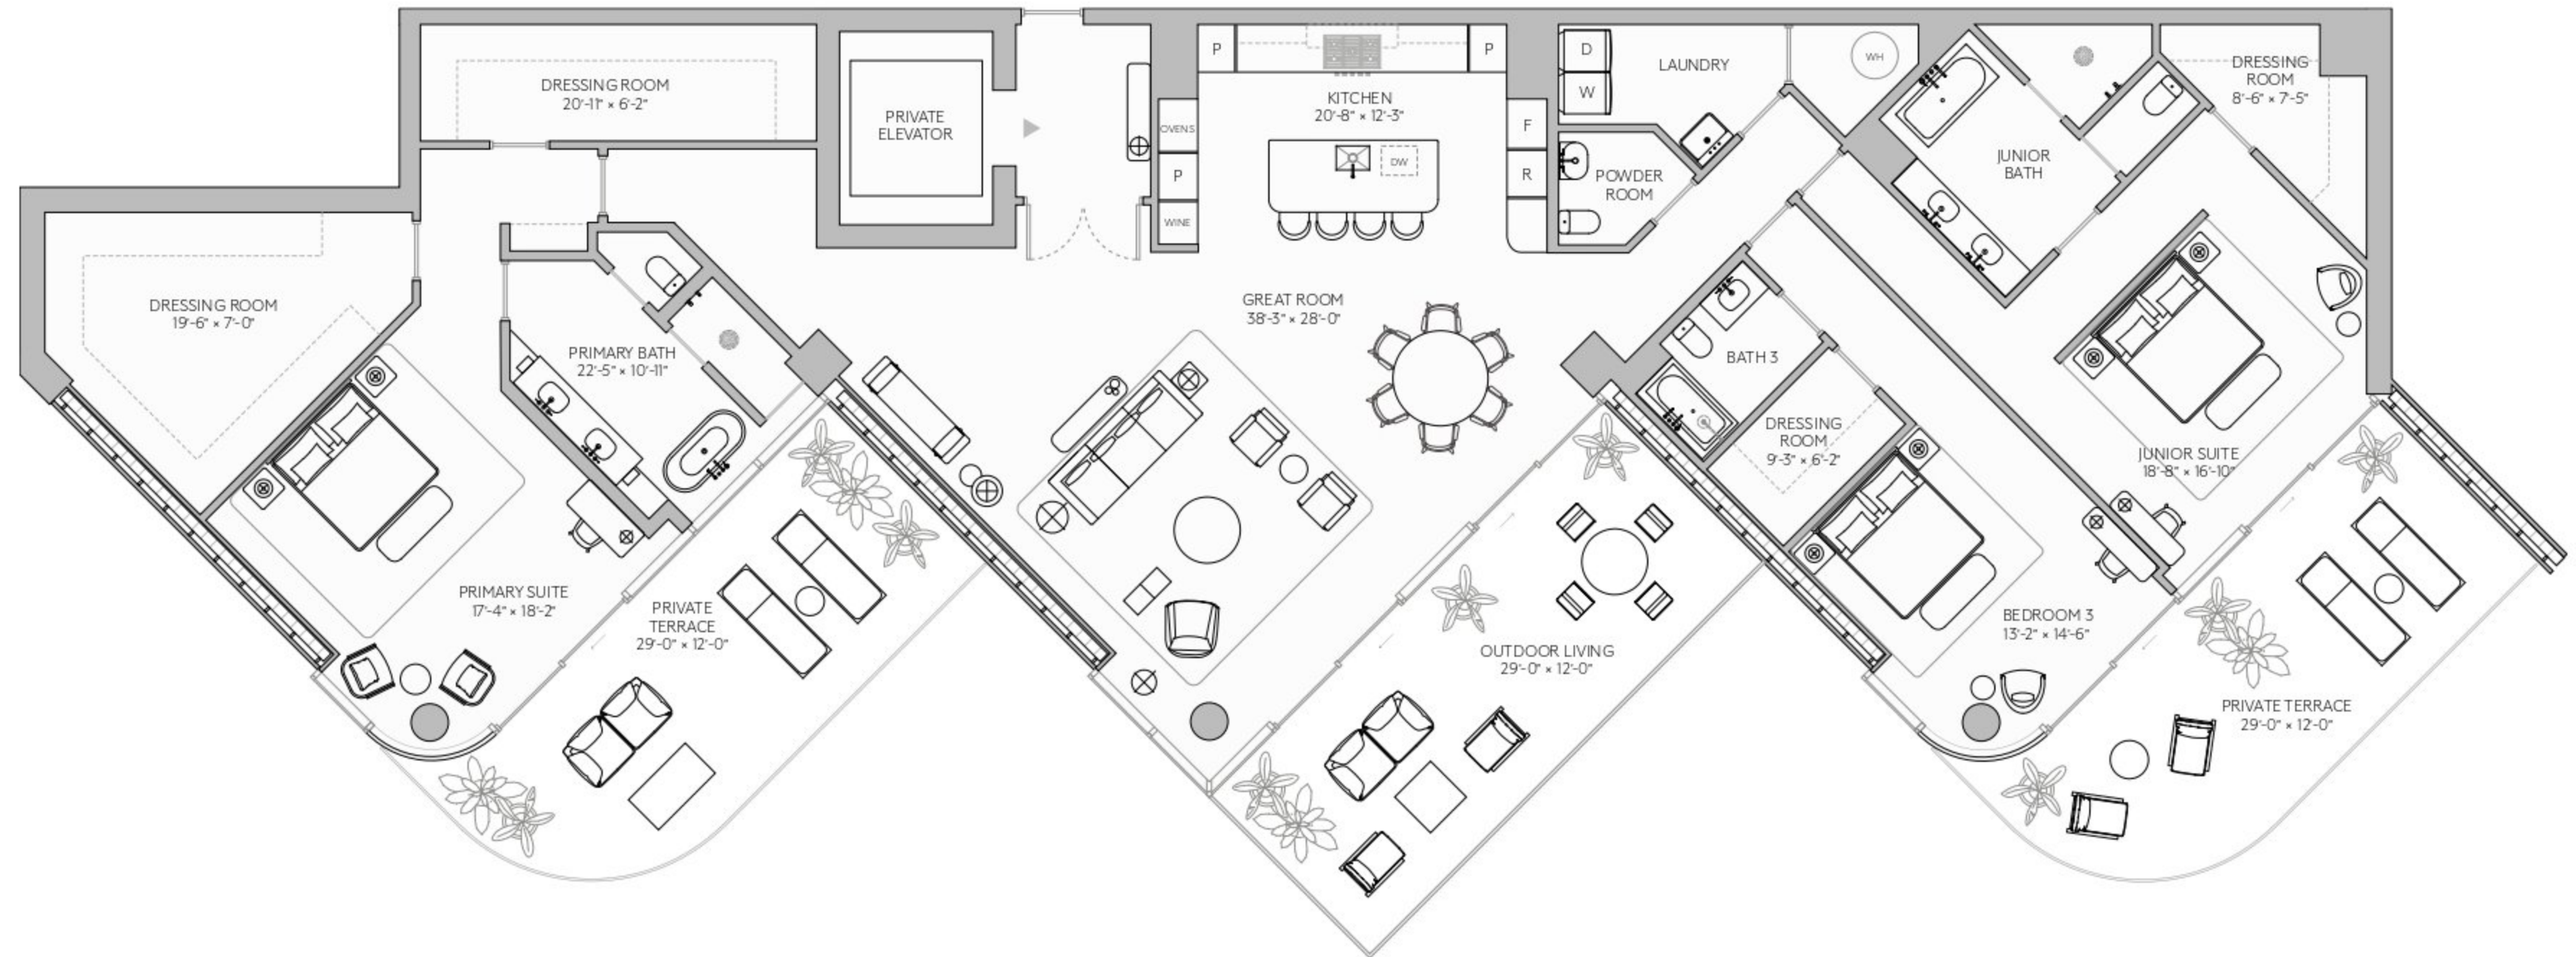 DRESSING ROOM
20'-11" × 6'-2"
PRIVATE
ELEVATOR
P
P
OVENS
P
WINE
KITCHEN
20'-8" × 12'-3"
DW
F
R
D
W
LAUNDRY
WH
POWDER
ROOM
JUNIOR
BATH
DRESSING
ROOM
8'-6" × 7'-5"
DRESSING ROOM
19'-6" × 7'-0"
PRIMARY BATH
22'-5" × 10'-11"
GREAT ROOM
38'-3" × 28'-0"
BATH 3
DRESSING
ROOM
9'-3" × 6'-2"
JUNIOR SUITE
18'-8" × 16'-10"
PRIMARY SUITE
17'-4" × 18'-2"
PRIVATE
TERRACE
29'-0" × 12'-0"
OUTDOOR LIVING
29'-0" × 12'-0"
BEDROOM 3
13'-2" × 14'-6"
PRIVATE TERRACE
29'-0" × 12'-0"